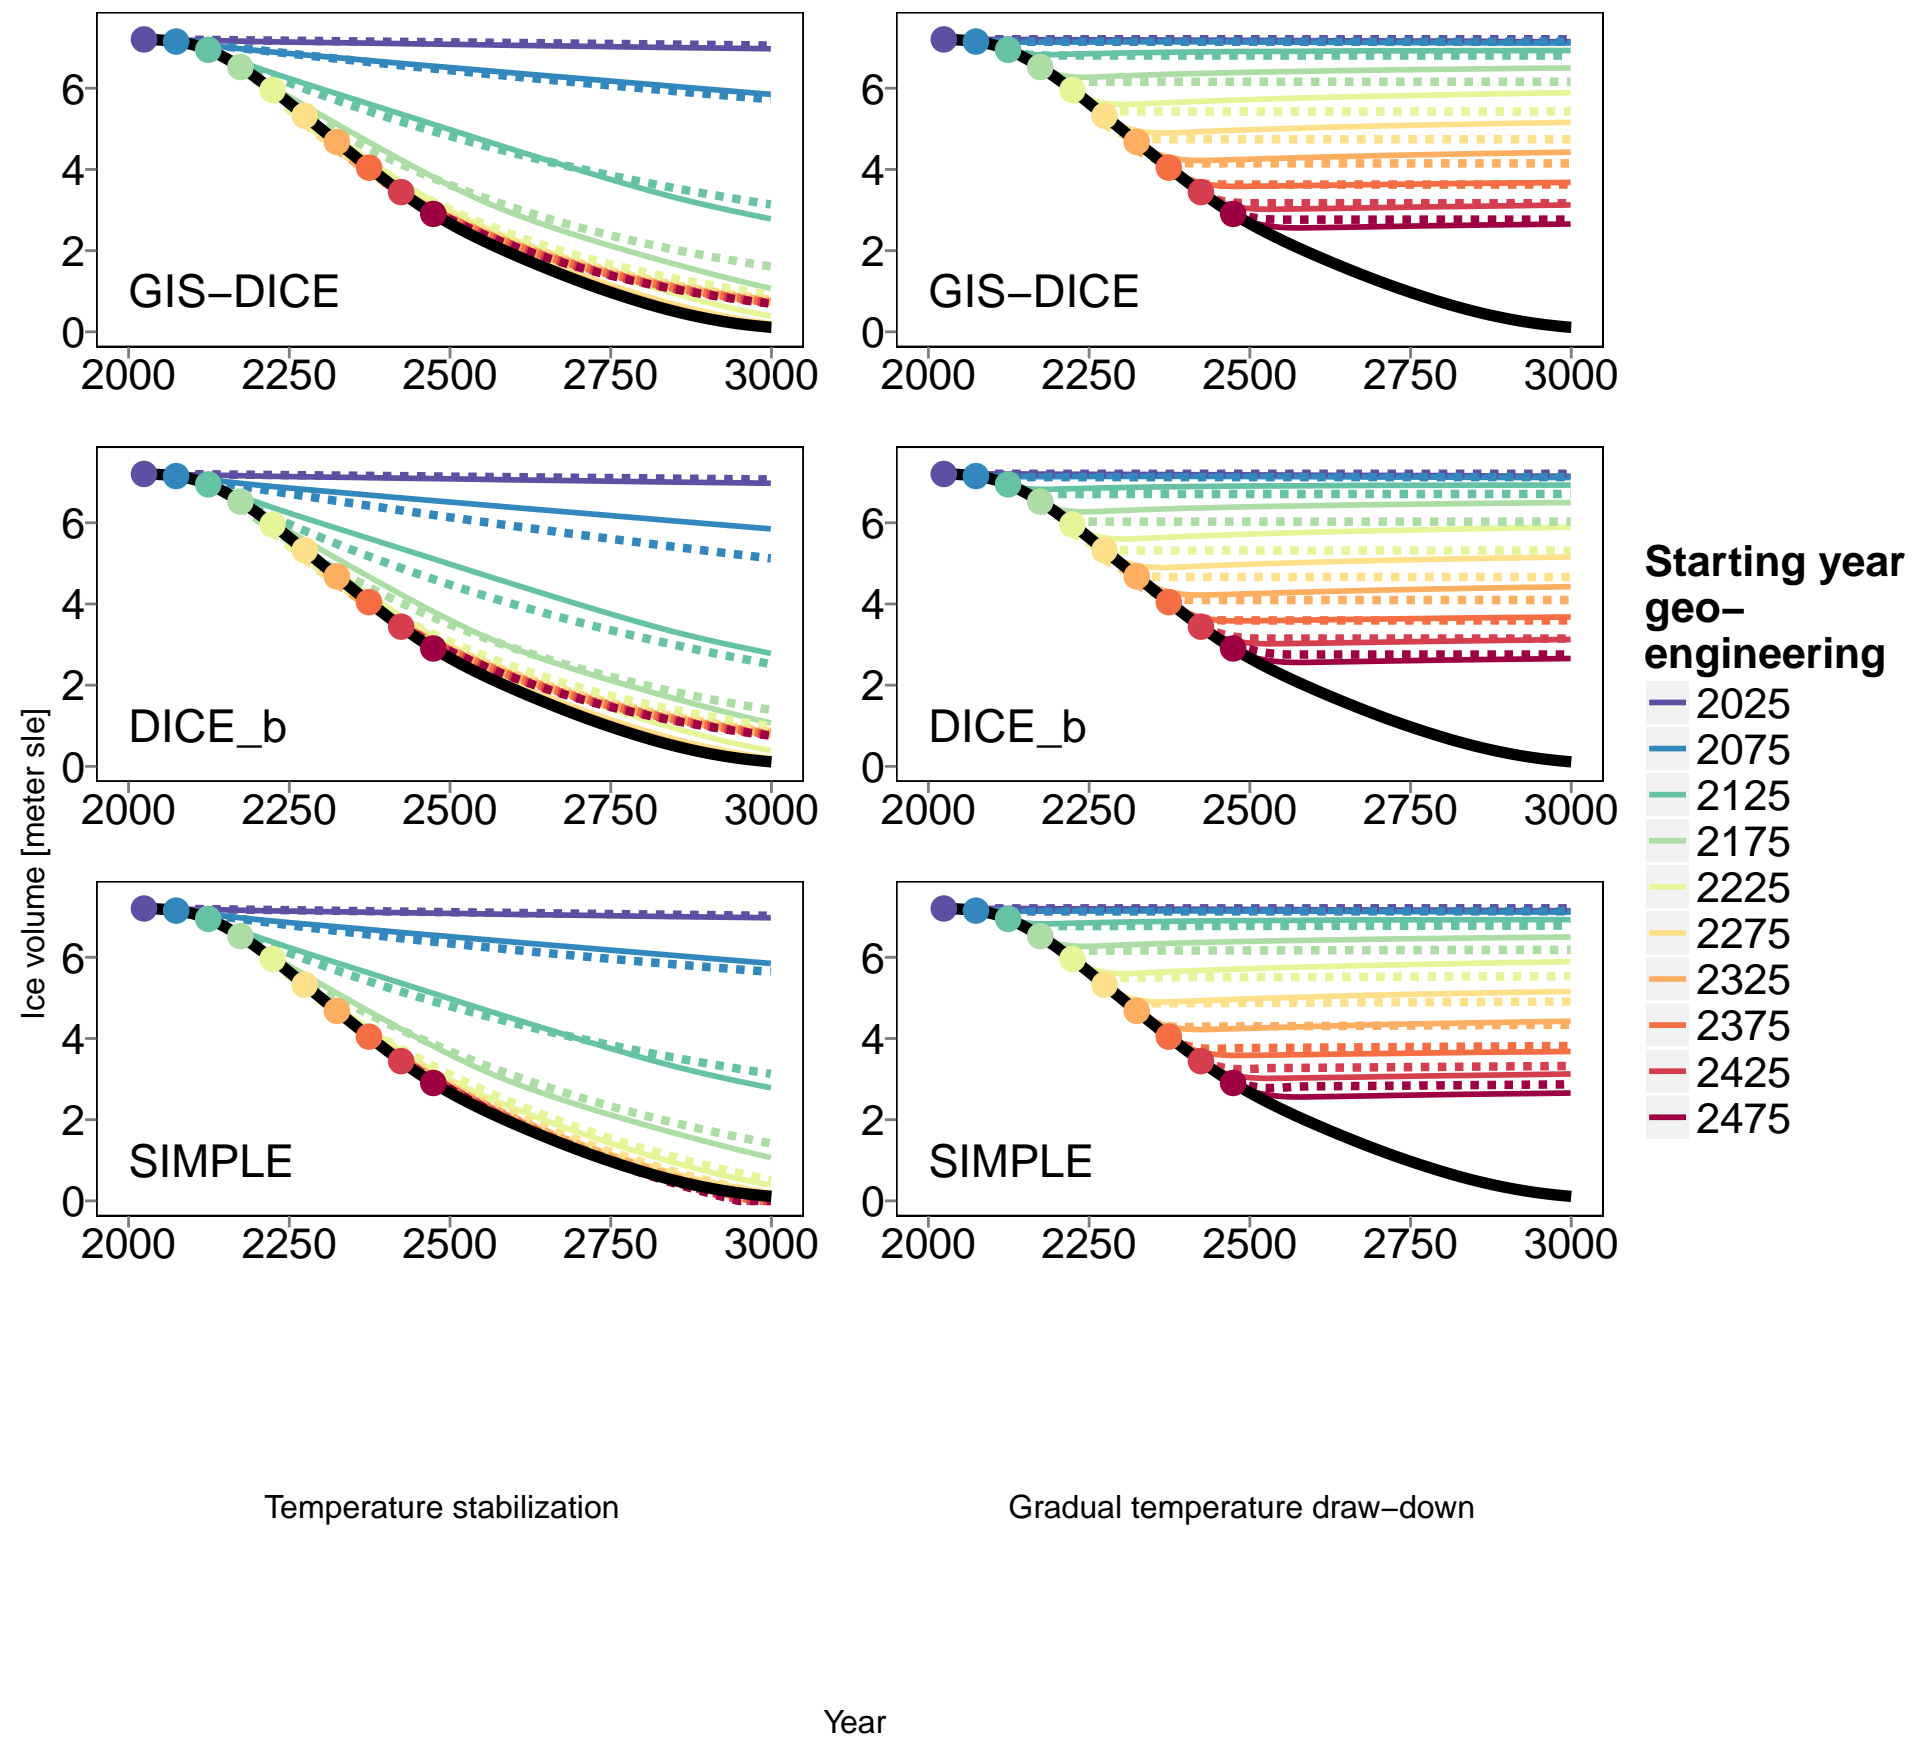 6
4
2
0
GIS−DICE
2000 2250 2500 2750 3000
6
4
2
0
GIS−DICE
2000 2250 2500 2750 3000
6
4
2
0
DICE_b
2000 2250 2500 2750 3000
6
4
2
0
DICE_b
2000 2250 2500 2750 3000
6
4
2
0
SIMPLE
2000 2250 2500 2750 3000
6
4
2
0
SIMPLE
2000 2250 2500 2750 3000
Ice volume [meter sle]
Starting year
geo−
engineering
2025
2075
2125
2175
2225
2275
2325
2375
2425
2475
Temperature stabilization
Gradual temperature draw−down
Year